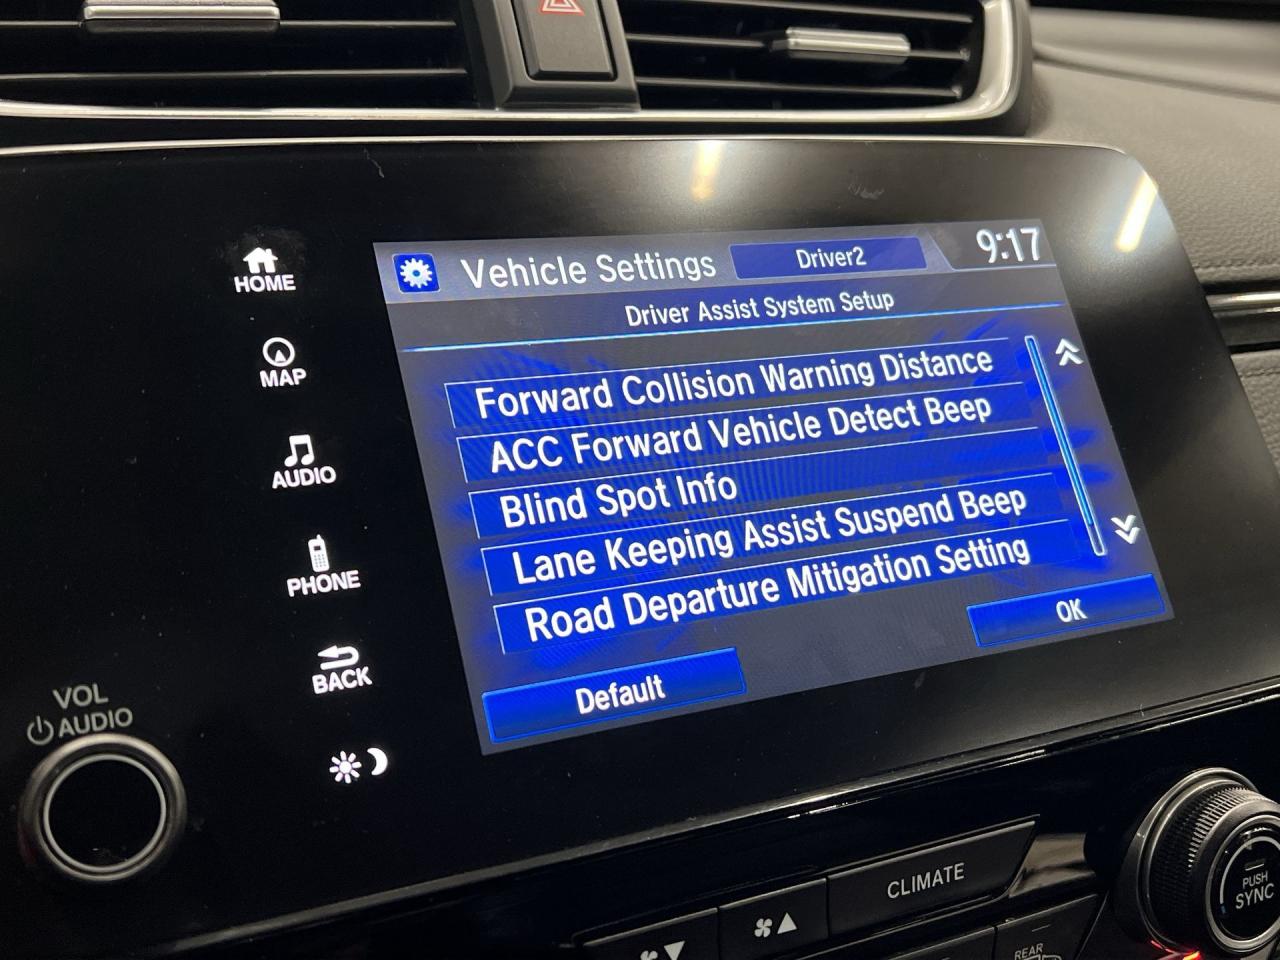 Vehicle Settings
Driver2
9:17
Driver Assist System Setup
Forward Collision Warning Distance
ACC Forward Vehicle Detect Beep
Blind Spot Info
Lane Keeping Assist Suspend Beep
Road Departure Mitigation Setting
Default
OK
HOME
MAP
AUDIO
PHONE
BACK
VOL
AUDIO
CLIMATE
PUSH
SYNC
REAR